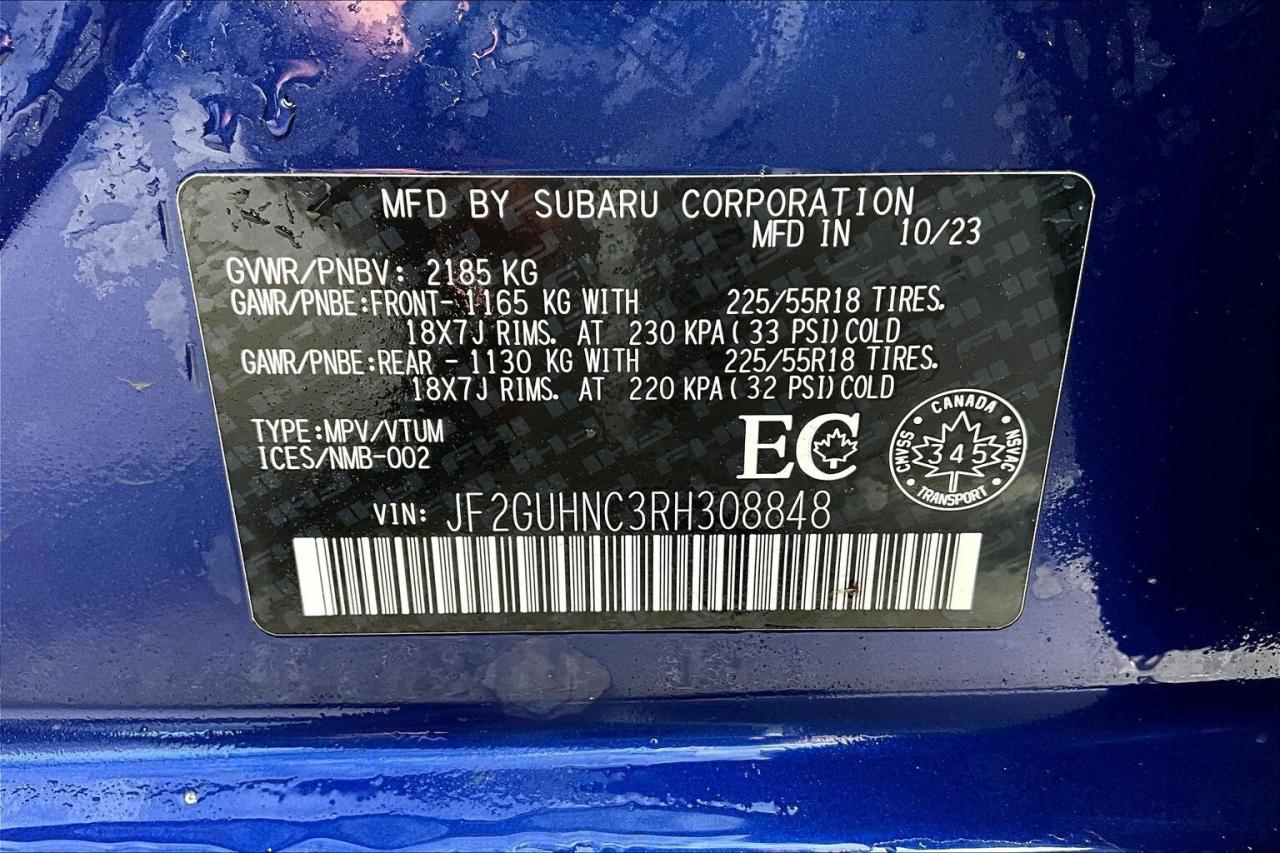 MFD BY SUBARU CORPORATION
MFD IN 10/23
GVWR/PNBV: 2185 KG
GAWR/PNBE:FRONT- 1165 KG WITH 225/55R18 TIRES.
18X7J RIMS. AT 230 KPA(33 PSI)COLD
GAWR/PNBE:REAR - 1130 KG WITH 225/55R18 TIRES.
18X7J RIMS. AT 220 KPA(32 PSI)COLD
TYPE:MPV/VTUM
ICES/NMB-002
EC
CANADA
CMVSS 345 NSVAC
TRANSPORT
VIN: JF2GUHNC3RH308848